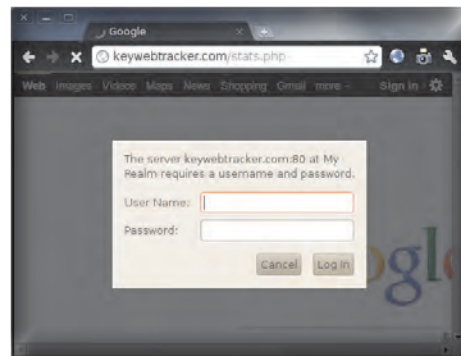 Google
keywebtracker.com/stats.php
Web Images Videos Maps News Shopping Gmail more Sign in
The server keywebtracker.com:80 at My
Realm requires a username and password.
User Name:
Password:
Cancel Log In